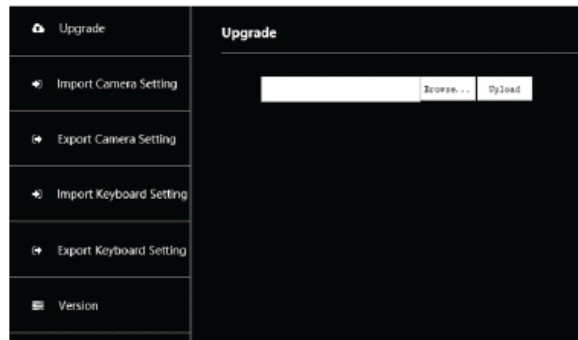 Upgrade
Import Camera Setting
Export Camera Setting
Import Keyboard Setting
Export Keyboard Setting
Version
Upgrade
Browse... Upload